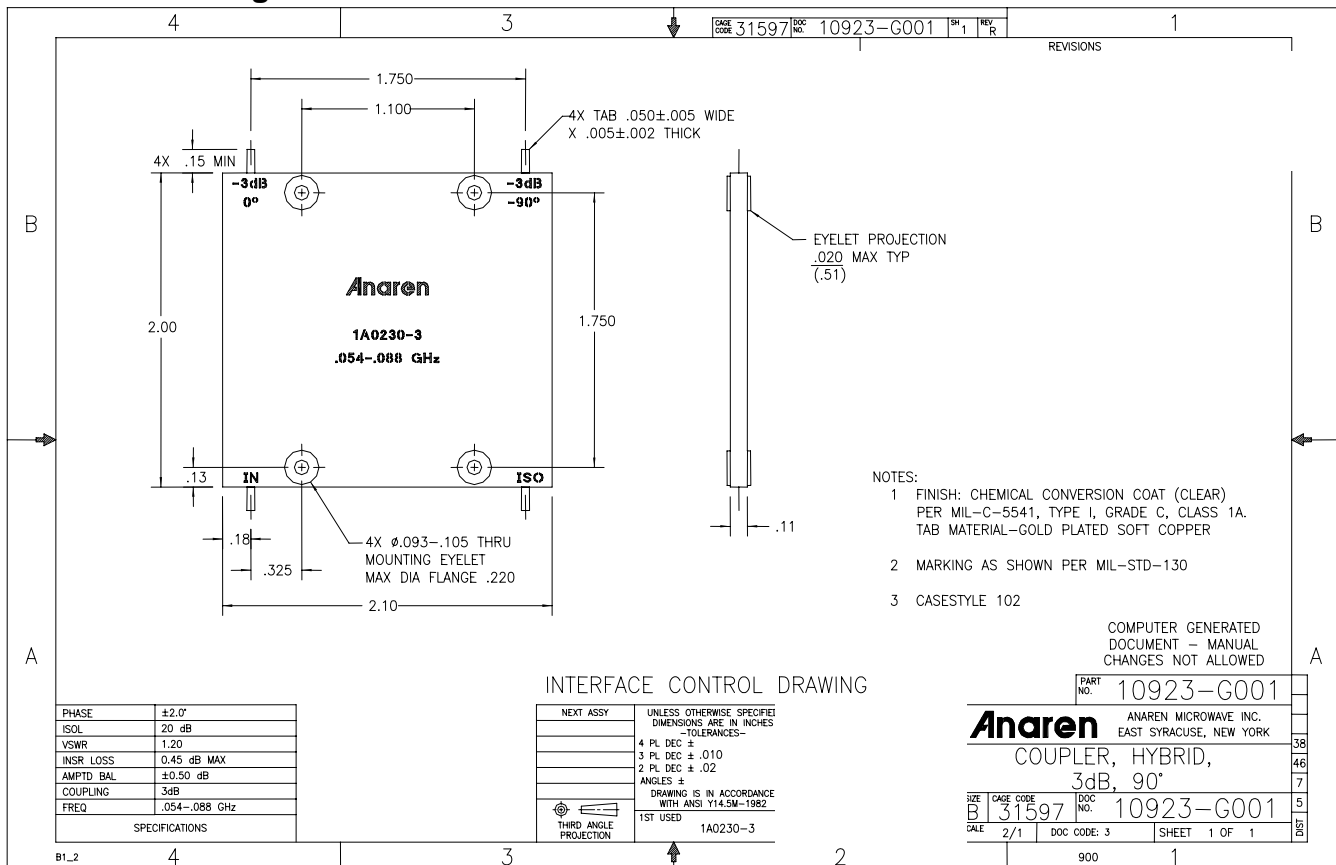 4 3 1
CAGE CODE 31597 DOC NO. 10923-G001 SH 1 REV R
REVISIONS
1.750
1.100
4X TAB .050±.005 WIDE
X .005±.002 THICK
4X .15 MIN
-3dB
0°
-3dB
-90°
B
B
EYELET PROJECTION
.020 MAX TYP
(.51)
Anaren
1A0230-3
.054-.088 GHz
2.00
1.750
.13
IN
ISO
.18
4X ø.093-.105 THRU
MOUNTING EYELET
MAX DIA FLANGE .220
.325
.11
2.10
NOTES:
1 FINISH: CHEMICAL CONVERSION COAT (CLEAR)
PER MIL-C-5541, TYPE I, GRADE C, CLASS 1A.
TAB MATERIAL-GOLD PLATED SOFT COPPER
2 MARKING AS SHOWN PER MIL-STD-130
3 CASESTYLE 102
COMPUTER GENERATED
DOCUMENT - MANUAL
CHANGES NOT ALLOWED
A
A
INTERFACE CONTROL DRAWING
PHASE ±2.0°
ISOL 20 dB
VSWR 1.20
INSR LOSS 0.45 dB MAX
AMPTD BAL ±0.50 dB
COUPLING 3dB
FREQ .054-.088 GHz
SPECIFICATIONS
NEXT ASSY
THIRD ANGLE
PROJECTION
UNLESS OTHERWISE SPECIFIED
DIMENSIONS ARE IN INCHES
-TOLERANCES-
4 PL DEC ±
3 PL DEC ± .010
2 PL DEC ± .02
ANGLES ±
DRAWING IS IN ACCORDANCE
WITH ANSI Y14.5M-1982
1ST USED
1A0230-3
PART NO. 10923-G001
Anaren
ANAREN MICROWAVE INC.
EAST SYRACUSE, NEW YORK
COUPLER, HYBRID,
3dB, 90°
SIZE B CAGE CODE 31597 DOC NO. 10923-G001
SCALE 2/1 DOC CODE: 3 SHEET 1 OF 1
38
46
7
5
DIST
B1_2 4 3 2 900 1